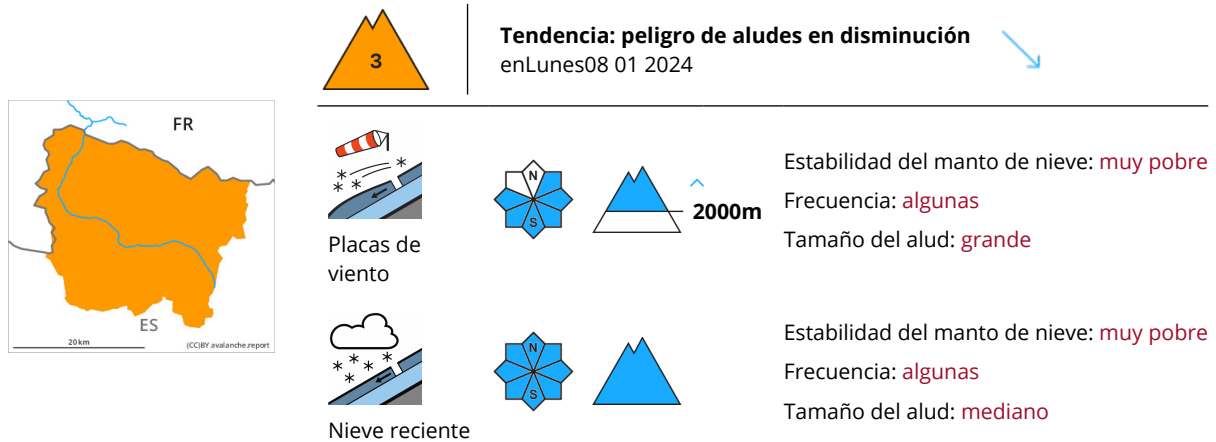 3
Tendencia: peligro de aludes en disminución
enLunes08 01 2024
FR
ES
20 km
(CC)BY avalanche.report
N
S
2000m
Placas de
viento
Estabilidad del manto de nieve: muy pobre
Frecuencia: algunas
Tamaño del alud: grande
N
S
Nieve reciente
Estabilidad del manto de nieve: muy pobre
Frecuencia: algunas
Tamaño del alud: mediano